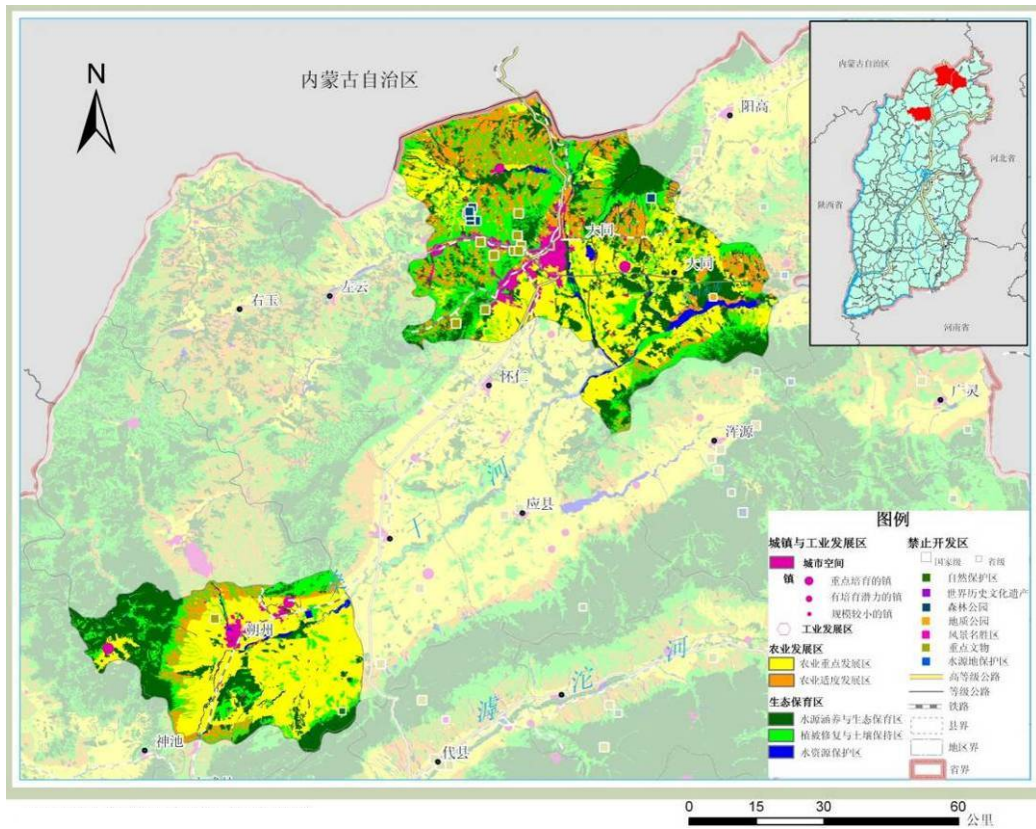 N
内蒙古自治区
阳高
大同
大同
左云
右玉
怀仁
广灵
浑源
应县
河
干
桑
朔州
神池
代县
滹
沱
河
内蒙古自治区
河北省
陕西省
河南省
图例
城镇与工业发展区
城市空间
镇
重点培育的镇
有培育潜力的镇
规模较小的镇
工业发展区
农业发展区
农业重点发展区
农业适度发展区
生态保育区
水源涵养与生态保育区
植被修复与土壤保持区
水资源保护区
禁止开发区
国家级
省级
自然保护区
世界历史文化遗产
森林公园
地质公园
风景名胜区
重点文物
水源地保护区
高等级公路
等级公路
铁路
县界
地区界
省界
0 15 30 60
公里